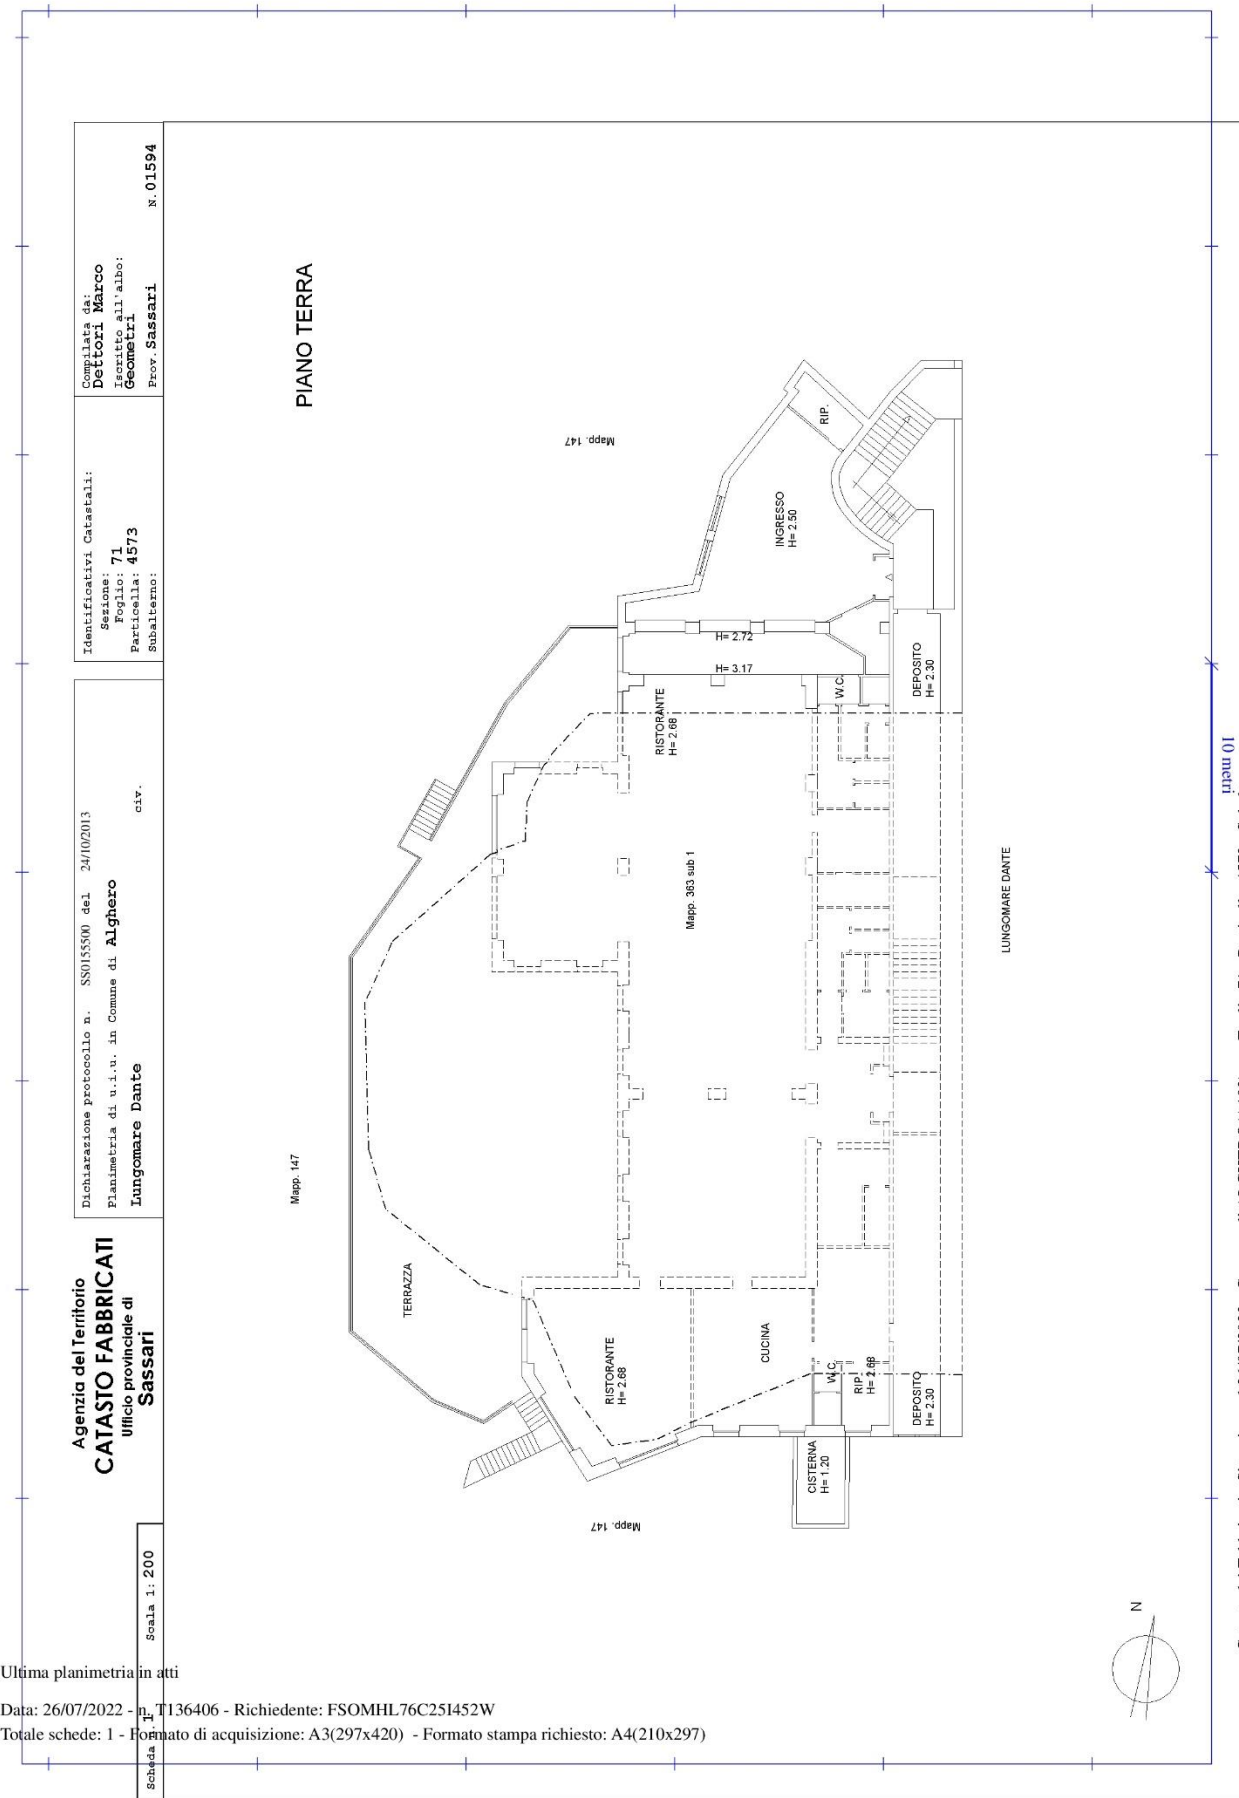 Agenzia del Territorio
CATASTO FABBRICATI
Ufficio provinciale di
Sassari
Dichiarazione protocollo n. SS0155500 del 24/10/2013
Planimetria di u.i.u. in Comune di Alghero
Lungomare Dante civ.
Identificativi Catastali:
Sezione:
Foglio: 71
Particella: 4573
Subalterno:
Compilata da:
Dettori Marco
Iscritto all'albo:
Geometri
Prov. Sassari N. 01594
Scheda n. 1 Scala 1: 200
PIANO TERRA
Mapp. 147
Mapp. 147
Mapp. 147
RIP.
INGRESSO
H= 2.50
H= 2.72
H= 3.17
RISTORANTE
H= 2.68
W.C.
DEPOSITO
H= 2.30
Mapp. 363 sub 1
LUNGOMARE DANTE
TERRAZZA
RISTORANTE
H= 2.68
CUCINA
W.C.
RIP.
H= 2.68
DEPOSITO
H= 2.30
CISTERNA
H= 1.20
N
10 metri
Ultima planimetria in atti
Data: 26/07/2022 - n. T136406 - Richiedente: FSOMHL76C25I452W
Totale schede: 1 - Formato di acquisizione: A3(297x420) - Formato stampa richiesto: A4(210x297)